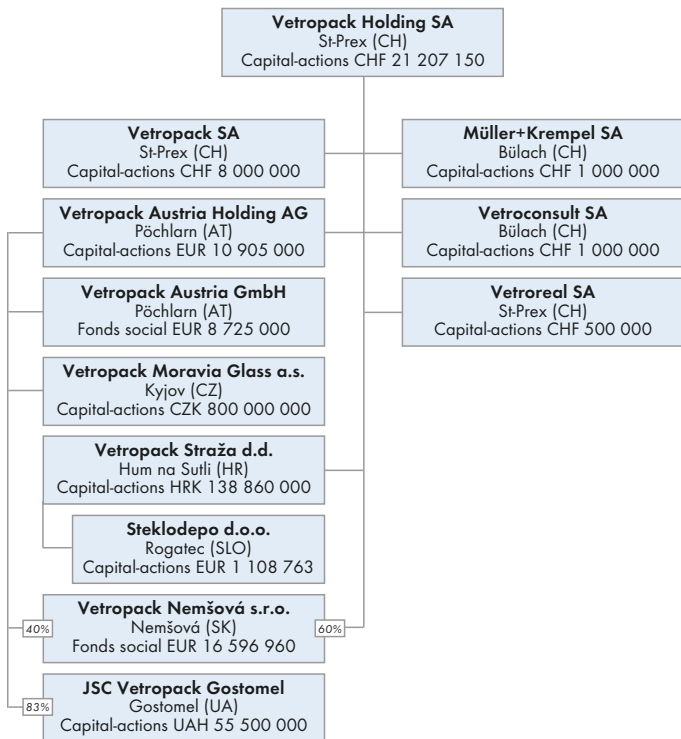 Vetropack Holding SA
St-Prex (CH)
Capital-actions CHF 21 207 150
Vetropack SA
St-Prex (CH)
Capital-actions CHF 8 000 000
Müller+Krempel SA
Bülach (CH)
Capital-actions CHF 1 000 000
Vetropack Austria Holding AG
Pöchlarn (AT)
Capital-actions EUR 10 905 000
Vetroconsult SA
Bülach (CH)
Capital-actions CHF 1 000 000
Vetropack Austria GmbH
Pöchlarn (AT)
Fonds social EUR 8 725 000
Vetroreal SA
St-Prex (CH)
Capital-actions CHF 500 000
Vetropack Moravia Glass a.s.
Kyjov (CZ)
Capital-actions CZK 800 000 000
Vetropack Straža d.d.
Hum na Sutli (HR)
Capital-actions HRK 138 860 000
Steklodepo d.o.o.
Rogatec (SLO)
Capital-actions EUR 1 108 763
Vetropack Nemšová s.r.o.
40% Nemšová (SK) 60%
Fonds social EUR 16 596 960
JSC Vetropack Gostomel
83% Gostomel (UA)
Capital-actions UAH 55 500 000